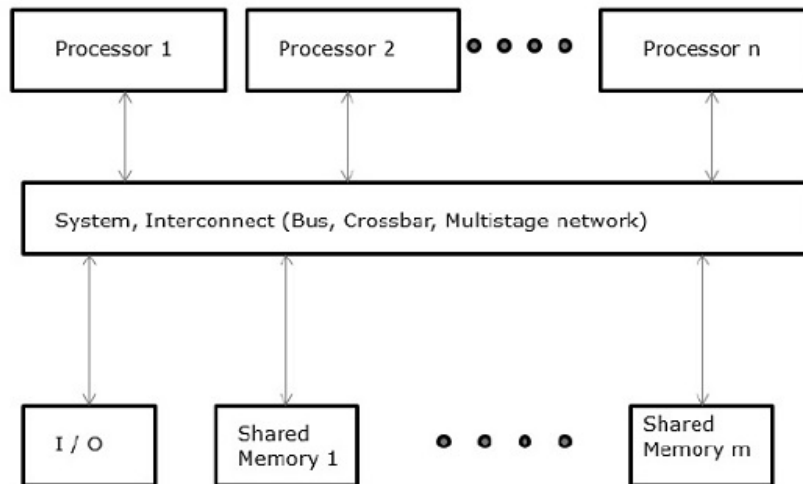 Processor 1
Processor 2
Processor n
System, Interconnect (Bus, Crossbar, Multistage network)
I / O
Shared
Memory 1
Shared
Memory m